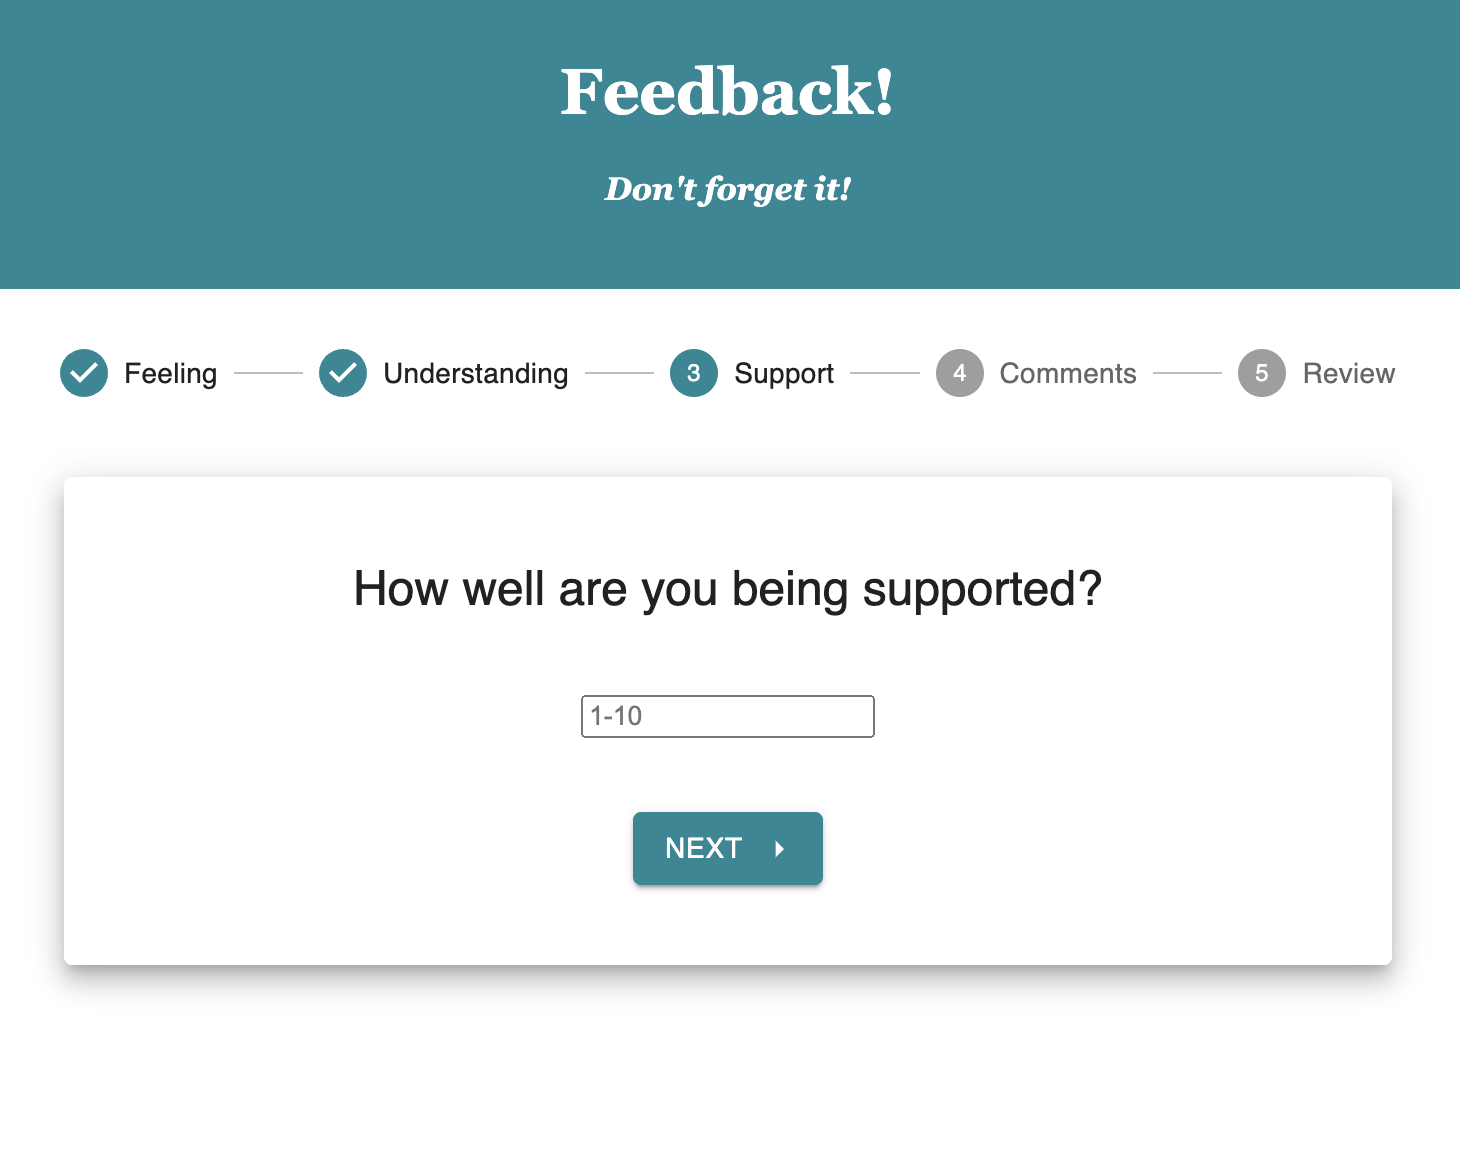 Feedback!
Don't forget it!
Feeling Understanding 3 Support 4 Comments 5 Review
How well are you being supported?
1-10
NEXT